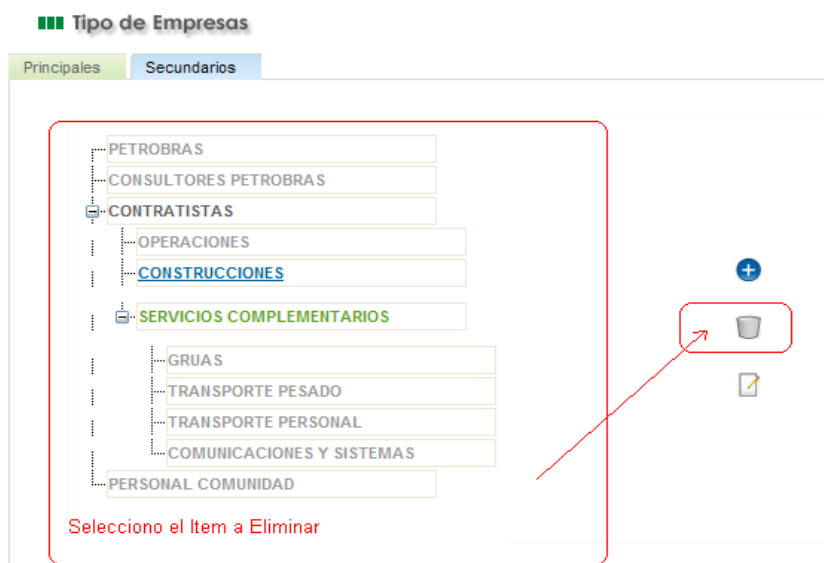 Tipo de Empresas
Principales Secundarios
PETROBRAS
CONSULTORES PETROBRAS
CONTRATISTAS
OPERACIONES
CONSTRUCCIONES
SERVICIOS COMPLEMENTARIOS
GRUAS
TRANSPORTE PESADO
TRANSPORTE PERSONAL
COMUNICACIONES Y SISTEMAS
PERSONAL COMUNIDAD
Selecciono el Item a Eliminar